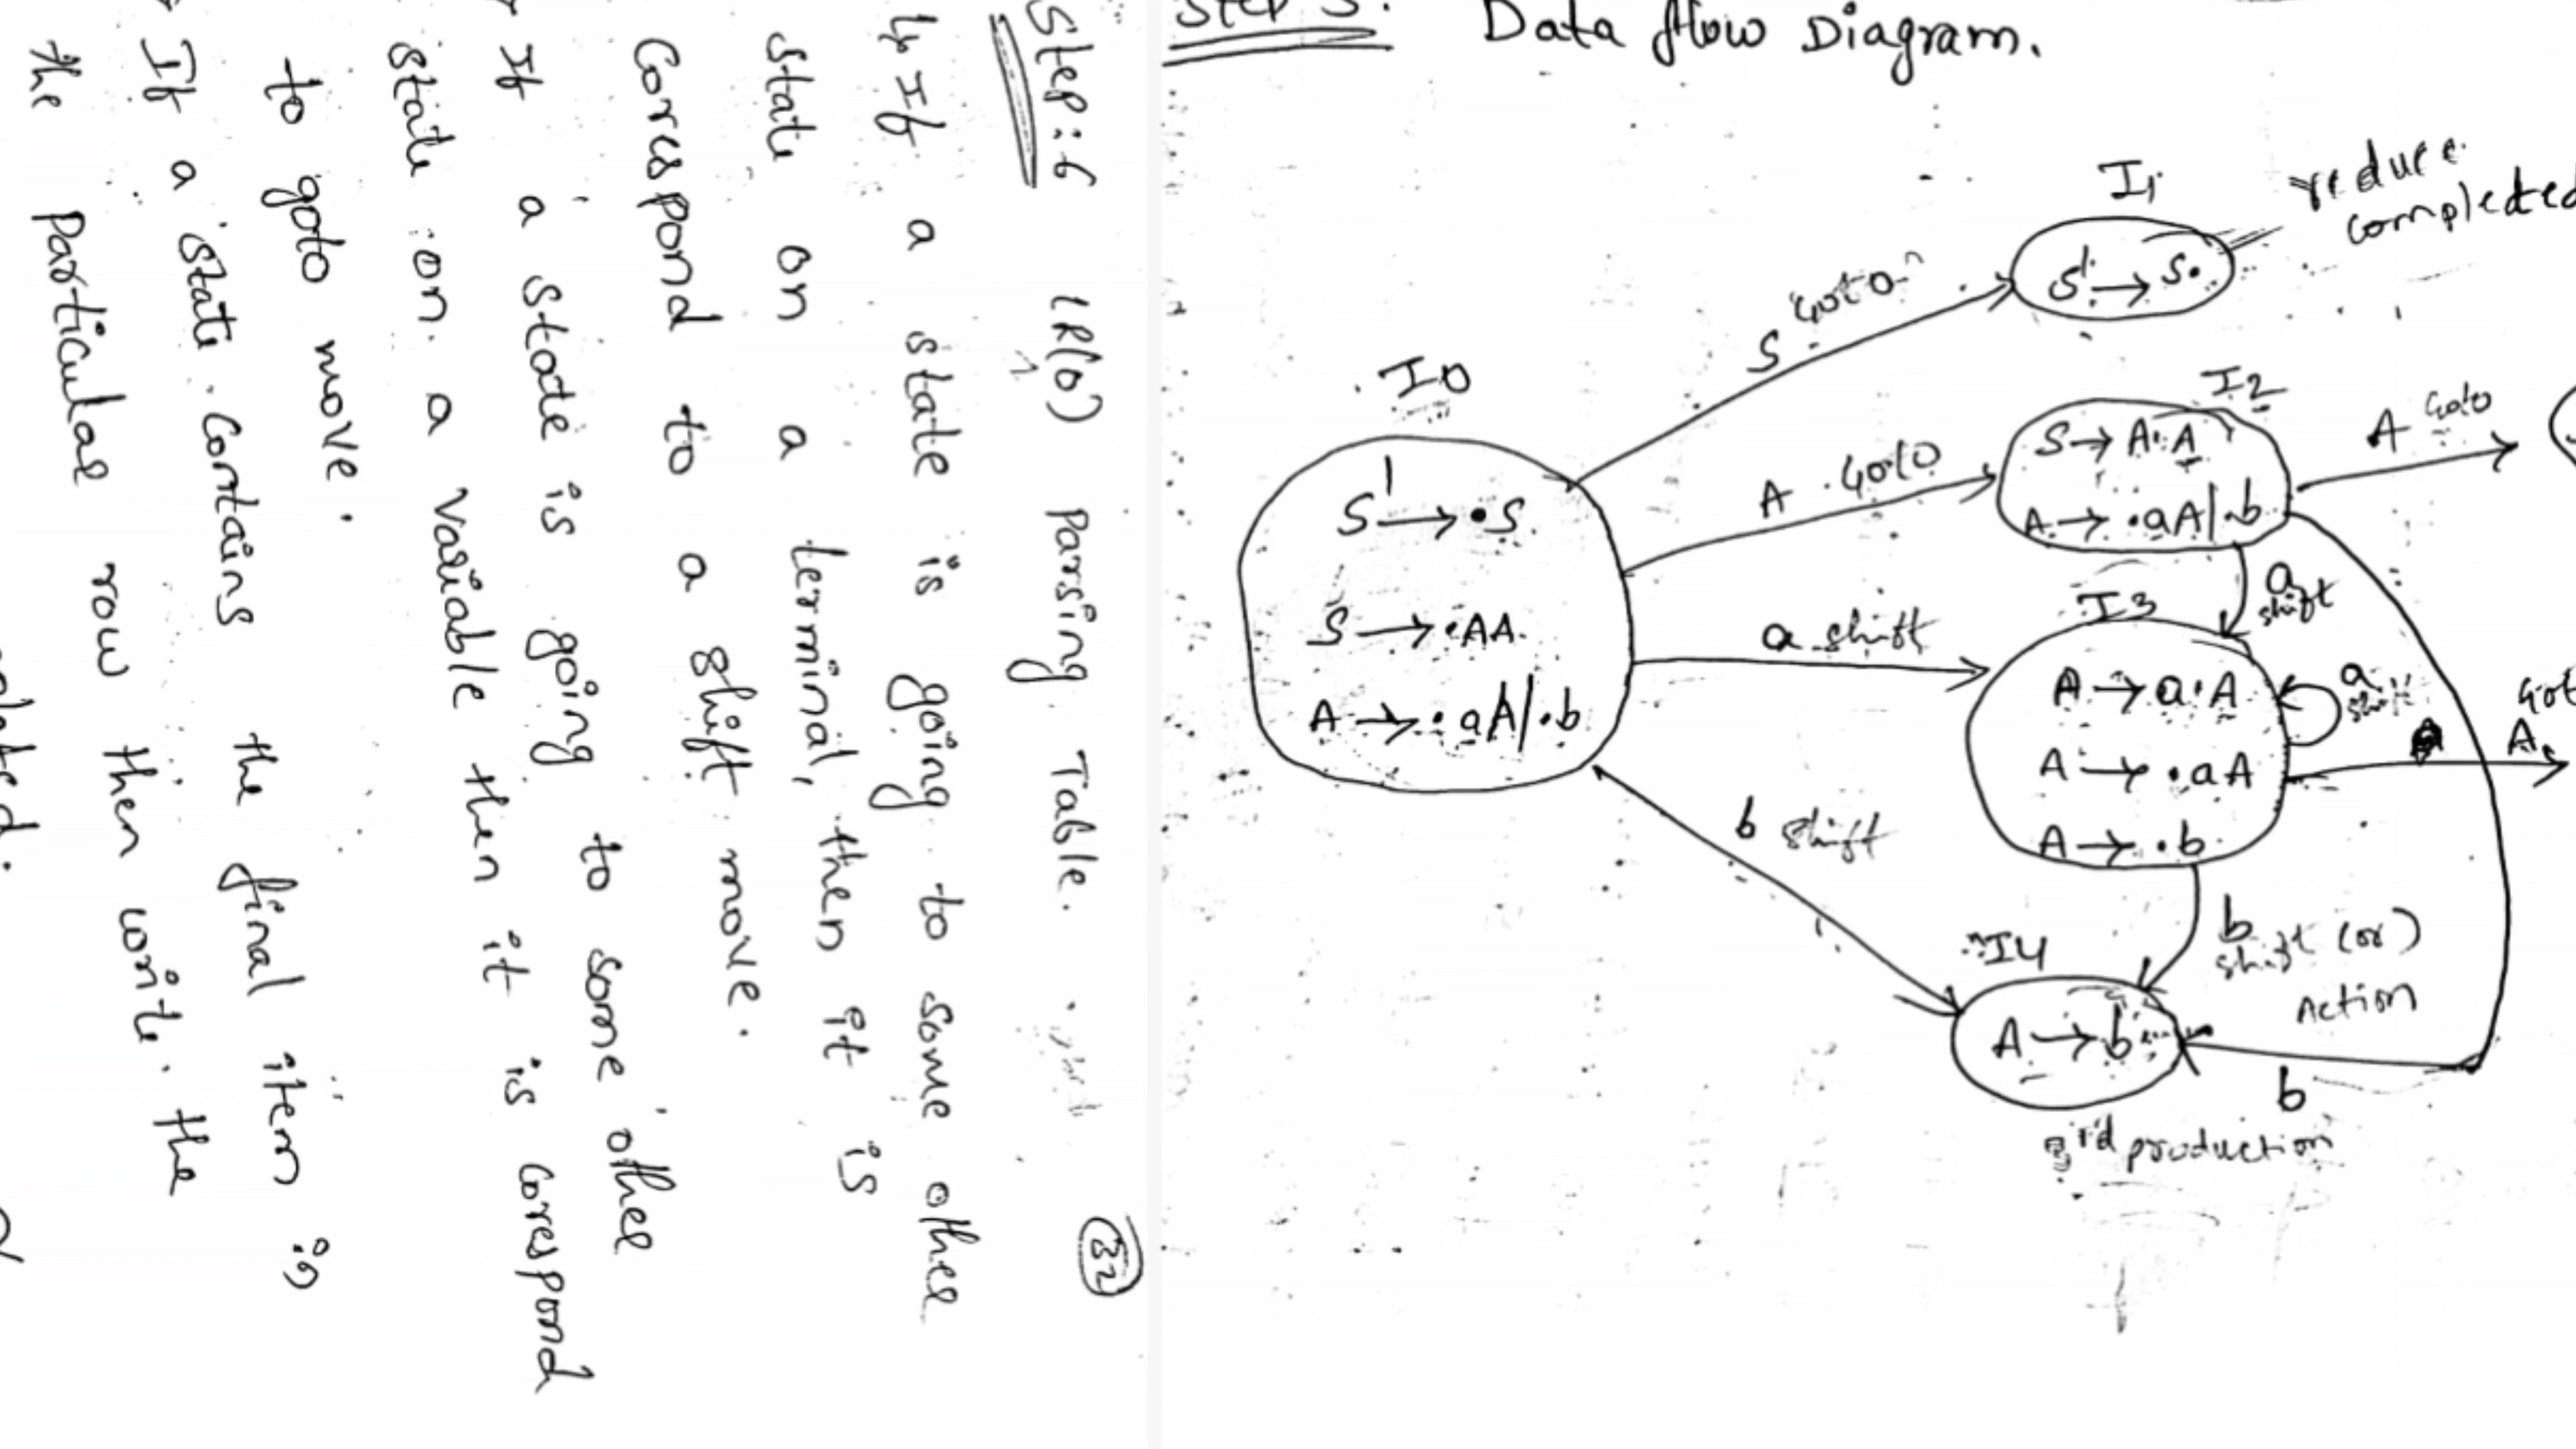 Step:6 LR(0) Parsing Table.
32
↳ If a state is going to some other
state on a terminal, then it is
Correspond to a shift move.
If a state is going to some other
state on a variable then it is Correspond
to goto move.
If a state contains the final item in
the particular row then write the
Step 5: Data flow Diagram.
I1
reduce
completed
S' → S.
S Goto
I0
S' → •S
S → •AA
A → •aA/•b
A Goto
I2
S → A•A
A → •aA/•b
A Goto
a
shift
a shift
I3
A → a•A
A → •aA
A → •b
a
shift
A
b shift
b
shift (or)
Action
I4
A → b•
b
3rd production